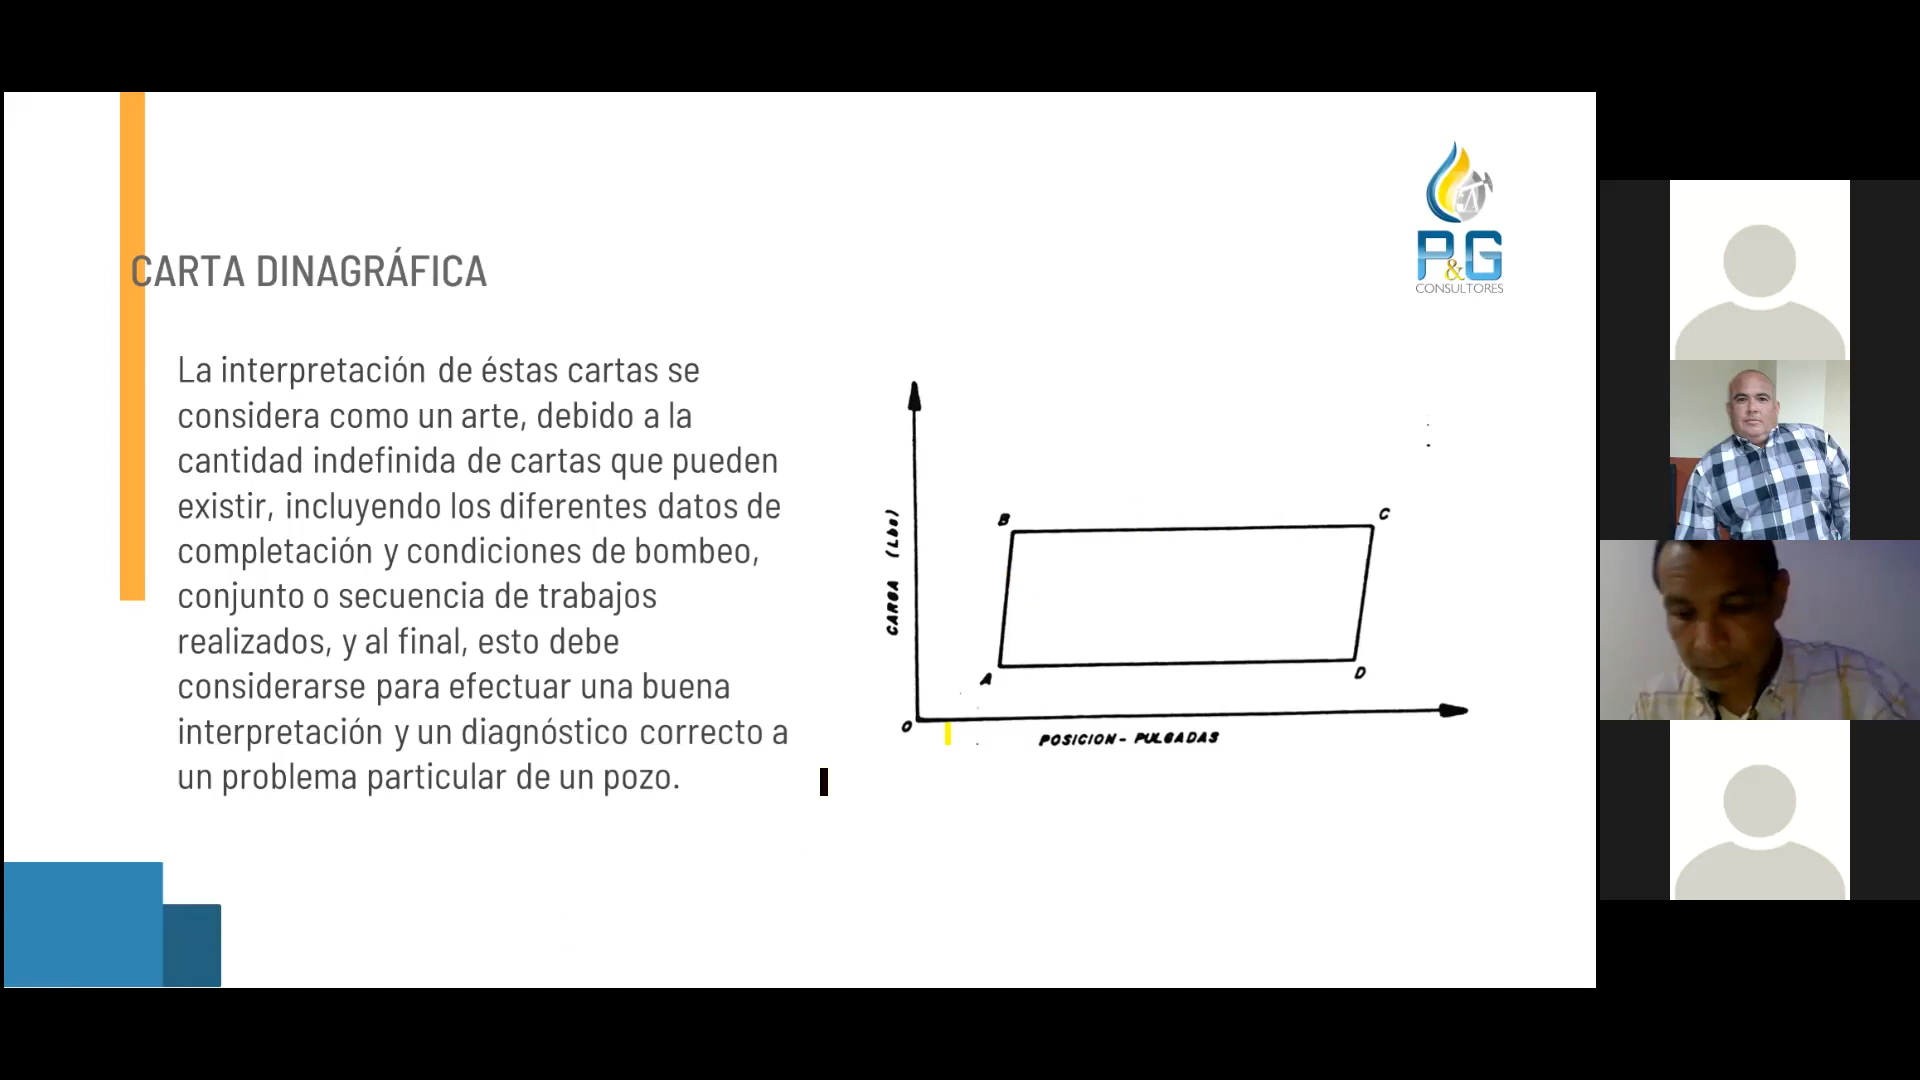 P&G
CONSULTORES
CARTA DINAGRÁFICA
La interpretación de éstas cartas se
considera como un arte, debido a la
cantidad indefinida de cartas que pueden
existir, incluyendo los diferentes datos de
completación y condiciones de bombeo,
conjunto o secuencia de trabajos
realizados, y al final, esto debe
considerarse para efectuar una buena
interpretación y un diagnóstico correcto a
un problema particular de un pozo.
CARGA (Lbs)
B
C
A
D
O
POSICION - PULGADAS